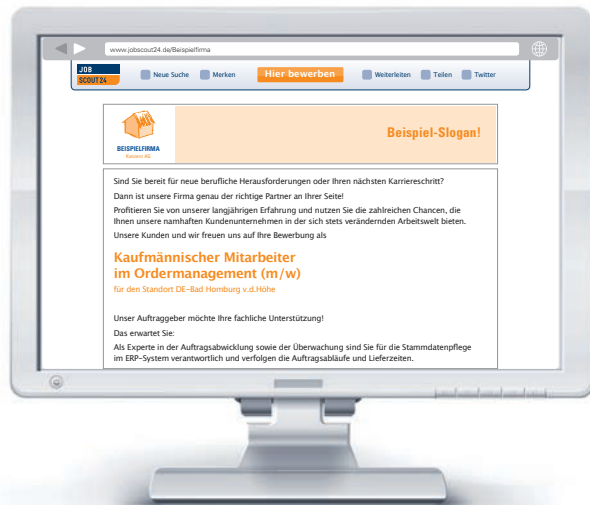 www.jobscout24.de/Beispielfirma
JOB
SCOUT24
Neue Suche Merken Hier bewerben Weiterleiten Teilen Twitter
BEISPIELFIRMA
Konzern AG
Beispiel-Slogan!
Sind Sie bereit für neue berufliche Herausforderungen oder Ihren nächsten Karriereschritt?
Dann ist unsere Firma genau der richtige Partner an Ihrer Seite!
Profitieren Sie von unserer langjährigen Erfahrung und nutzen Sie die zahlreichen Chancen, die
Ihnen unsere namhaften Kundenunternehmen in der sich stets verändernden Arbeitswelt bieten.
Unsere Kunden und wir freuen uns auf Ihre Bewerbung als
Kaufmännischer Mitarbeiter
im Ordermanagement (m/w)
für den Standort DE-Bad Homburg v.d.Höhe
Unser Auftraggeber möchte Ihre fachliche Unterstützung!
Das erwartet Sie:
Als Experte in der Auftragsabwicklung sowie der Überwachung sind Sie für die Stammdatenpflege
im ERP-System verantwortlich und verfolgen die Auftragsabläufe und Lieferzeiten.